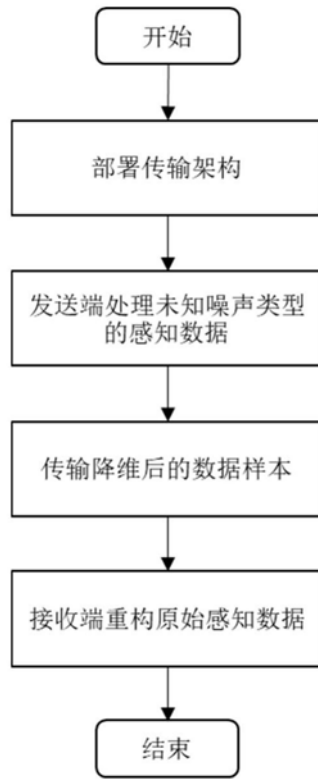 开始
部署传输架构
发送端处理未知噪声类型
的感知数据
传输降维后的数据样本
接收端重构原始感知数据
结束